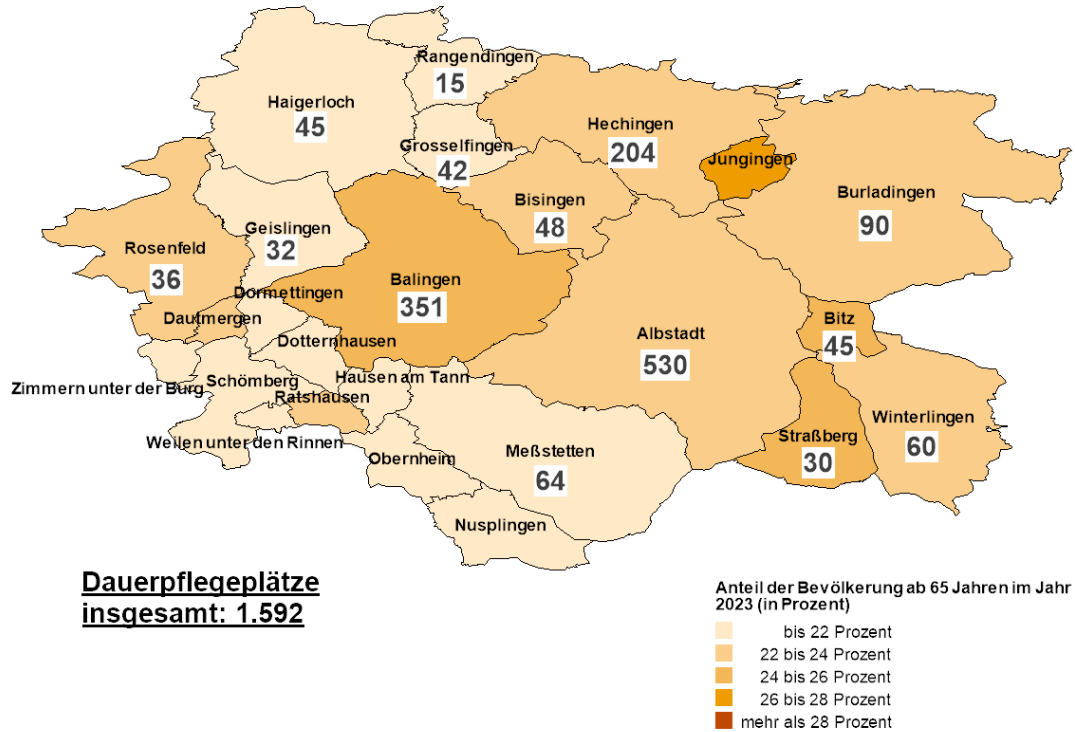 Rangendingen
15
Haigerloch
45
Hechingen
204
Grosselfingen
42
Jungingen
Burladingen
90
Bisingen
48
Geislingen
32
Rosenfeld
36
Balingen
351
Dormettingen
Dautmergen
Bitz
45
Albstadt
530
Dotternhausen
Hausen am Tann
Zimmern unter der Burg
Schömberg
Ratshausen
Winterlingen
60
Straßberg
30
Weilen unter den Rinnen
Obernheim
Meßstetten
64
Nusplingen
Dauerpflegeplätze
insgesamt: 1.592
Anteil der Bevölkerung ab 65 Jahren im Jahr
2023 (in Prozent)
bis 22 Prozent
22 bis 24 Prozent
24 bis 26 Prozent
26 bis 28 Prozent
mehr als 28 Prozent